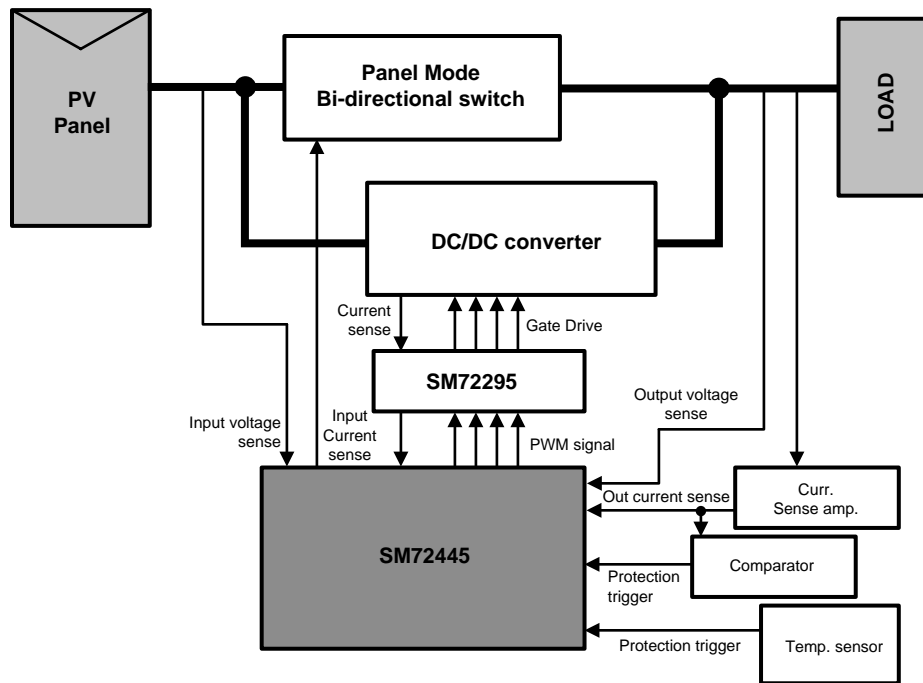 PV
Panel
Panel Mode
Bi-directional switch
LOAD
DC/DC converter
Current
sense
Gate Drive
SM72295
Input voltage
sense
Input
Current
sense
PWM signal
Output voltage
sense
SM72445
Out current sense
Curr.
Sense amp.
Comparator
Protection
trigger
Protection trigger
Temp. sensor